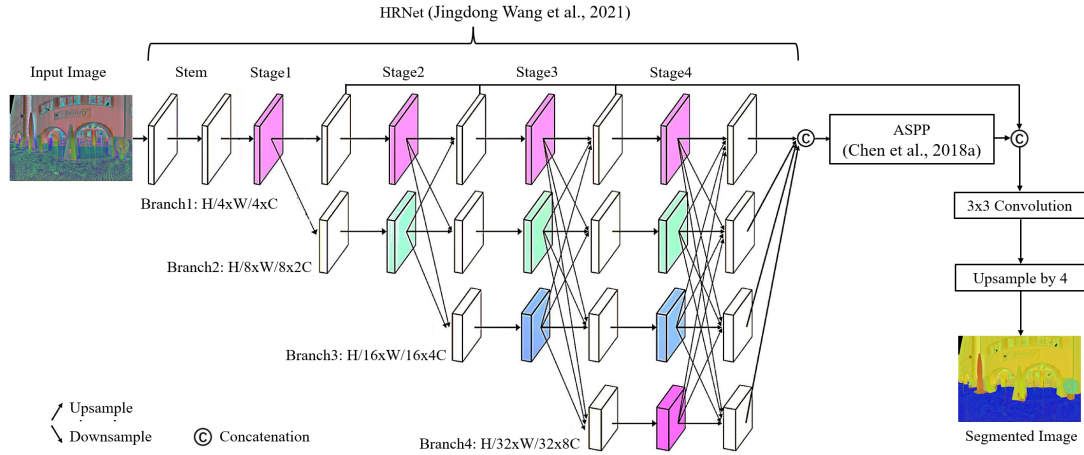 HRNet (Jingdong Wang et al., 2021)
Input Image
Stem
Stage1
Stage2
Stage3
Stage4
C
ASPP
(Chen et al., 2018a)
C
Branch1: H/4xW/4xC
3x3 Convolution
Branch2: H/8xW/8x2C
Upsample by 4
Branch3: H/16xW/16x4C
Upsample
Downsample
C Concatenation
Branch4: H/32xW/32x8C
Segmented Image